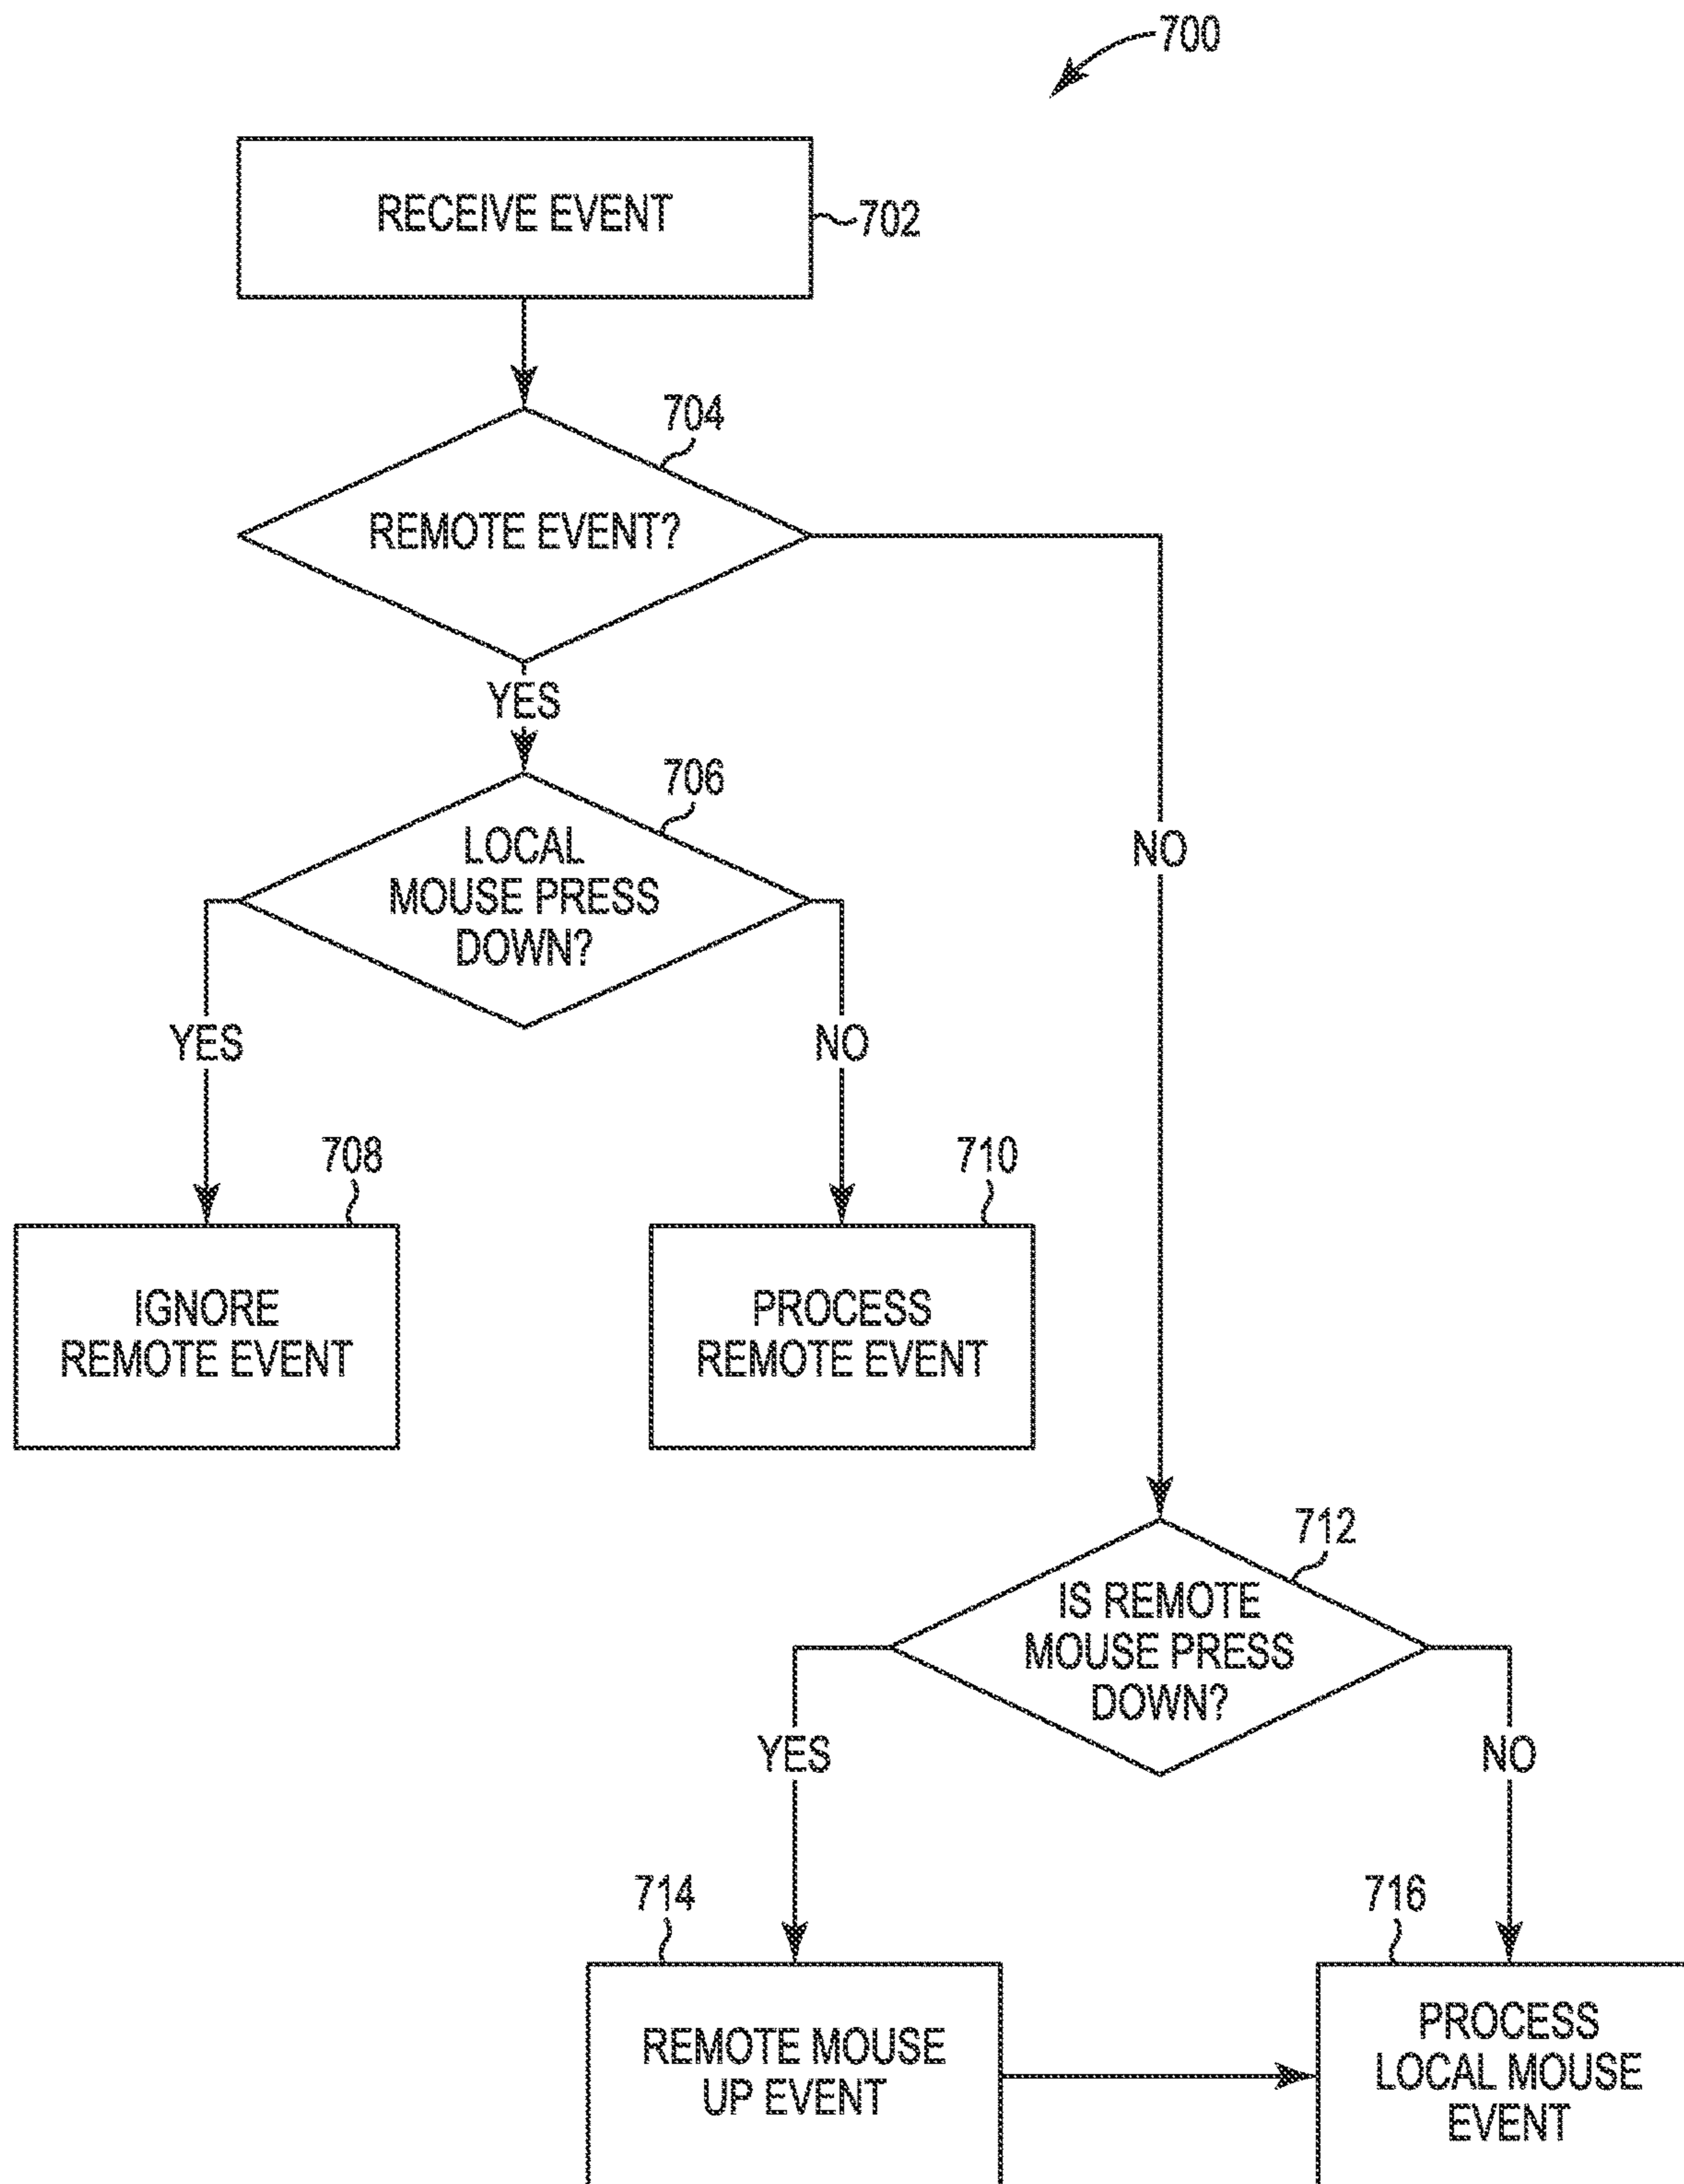 700
RECEIVE EVENT
702
704
REMOTE EVENT?
YES
706
LOCAL
MOUSE PRESS
DOWN?
NO
YES
NO
708
710
IGNORE
REMOTE EVENT
PROCESS
REMOTE EVENT
712
IS REMOTE
MOUSE PRESS
DOWN?
YES
NO
714
716
REMOTE MOUSE
UP EVENT
PROCESS
LOCAL MOUSE
EVENT